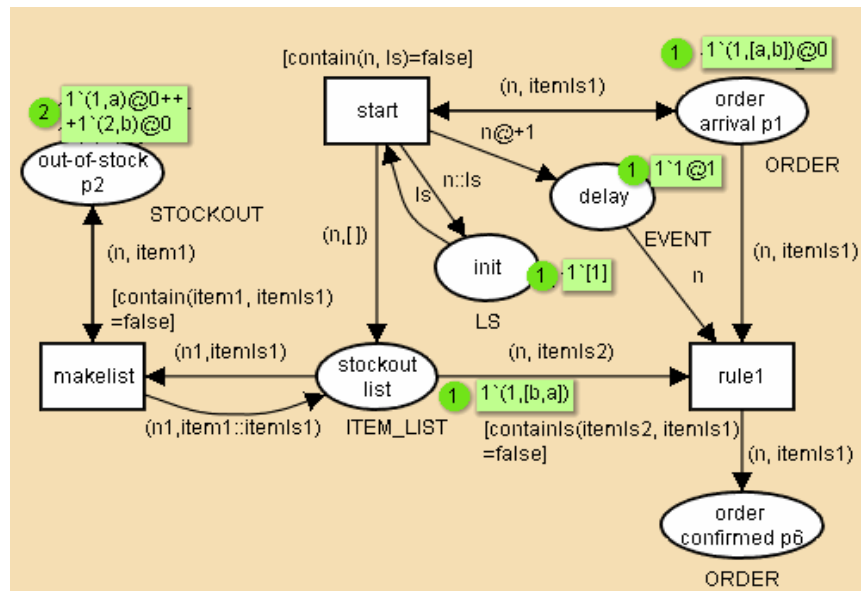 [contain(n, ls)=false]
1
1`(1,[a,b])@0
2
1`(1,a)@0++
+1`(2,b)@0
start
(n, itemls1)
order
arrival p1
n@+1
out-of-stock
p2
1
1`1@1
ORDER
STOCKOUT
ls
n::ls
delay
(n,[ ])
(n, item1)
EVENT
init
1
1`[1]
n
(n, itemls1)
[contain(item1, itemls1)
=false]
LS
(n1,itemls1)
(n, itemls2)
makelist
stockout
list
rule1
1
1`(1,[b,a])
(n1,item1::itemls1)
ITEM_LIST
[containls(itemls2, itemls1)
=false]
(n, itemls1)
order
confirmed p6
ORDER